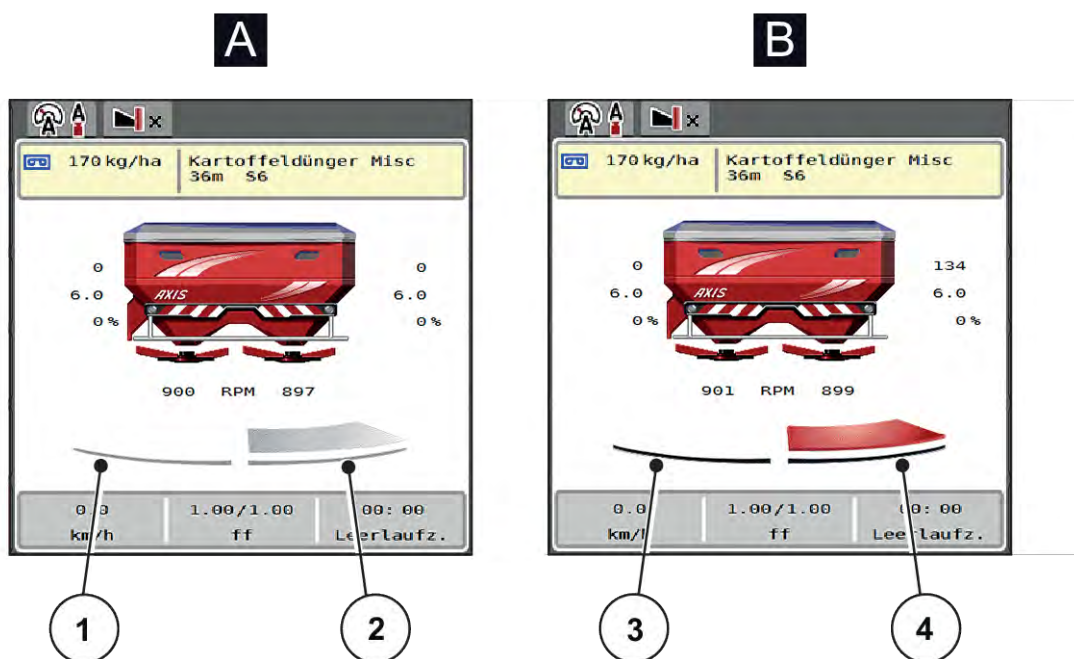 A
B
A A x
170 kg/ha Kartoffeldünger Misc
36m S6
0 0
6.0 AXIS 6.0
0 % 0 %
900 RPM 897
0.0 1.00/1.00 00:00
km/h ff Leerlaufz.
1 2
A A x
170 kg/ha Kartoffeldünger Misc
36m S6
0 134
6.0 AXIS 6.0
0 % 0 %
901 RPM 899
0.0 1.00/1.00 00:00
km/h ff Leerlaufz.
3 4